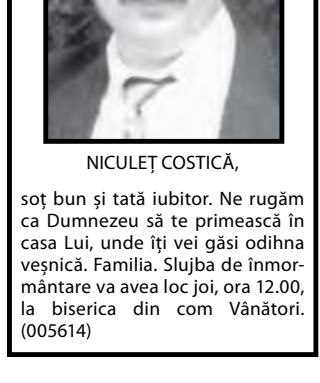 NICULEȚ COSTICĂ,
soț bun și tată iubitor. Ne rugăm
ca Dumnezeu să te primească în
casa Lui, unde îți vei găsi odihna
veșnică. Familia. Slujba de înmor-
mântare va avea loc joi, ora 12.00,
la biserica din com Vânători.
(005614)